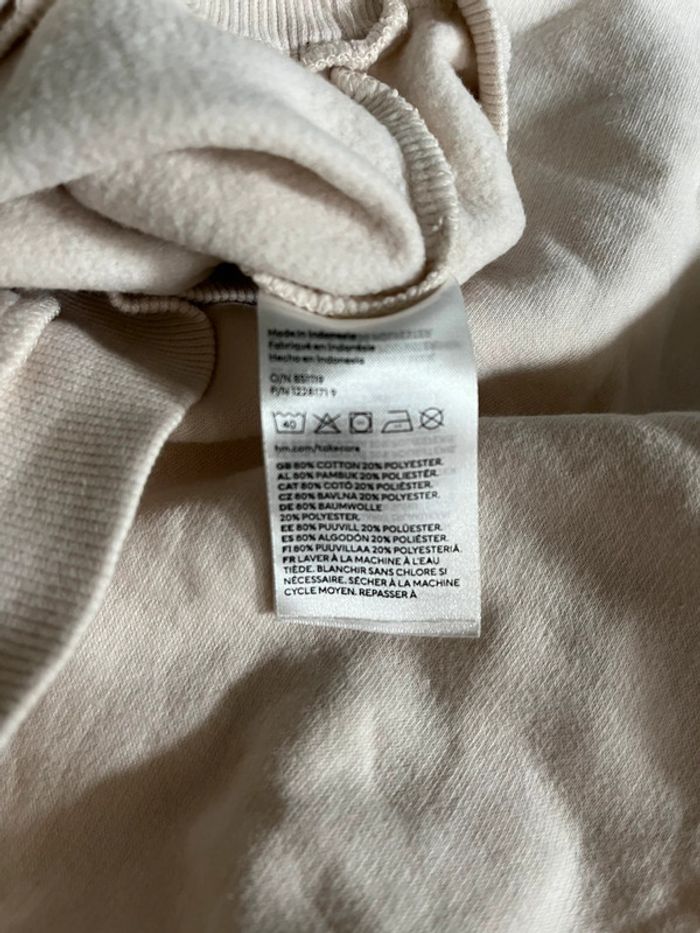 Made in Indonesia
Fabriqué en Indonésie
Hecho en Indonesia
O/N 851719
P/N 1228171 9
40
hm.com/takecare
GB 80% COTTON 20% POLYESTER.
AL 80% PAMBUK 20% POLIESTËR.
CAT 80% COTÓ 20% POLIÈSTER.
CZ 80% BAVLNA 20% POLYESTER.
DE 80% BAUMWOLLE
20% POLYESTER.
EE 80% PUUVILL 20% POLÜESTER.
ES 80% ALGODÓN 20% POLIÉSTER.
FI 80% PUUVILLAA 20% POLYESTERIÄ.
FR LAVER À LA MACHINE À L'EAU
TIÈDE. BLANCHIR SANS CHLORE SI
NÉCESSAIRE. SÉCHER À LA MACHINE
CYCLE MOYEN. REPASSER À